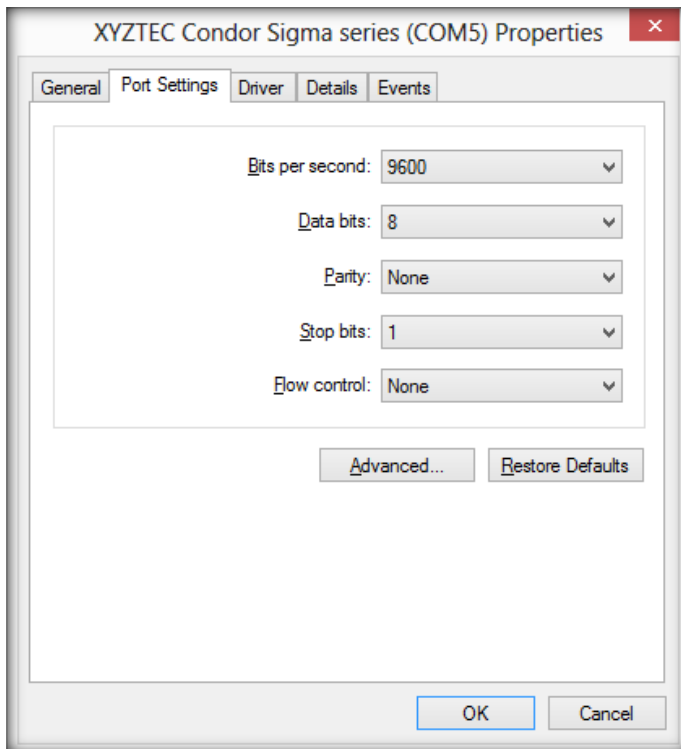 XYZTEC Condor Sigma series (COM5) Properties
General Port Settings Driver Details Events
Bits per second: 9600
Data bits: 8
Parity: None
Stop bits: 1
Flow control: None
Advanced... Restore Defaults
OK Cancel